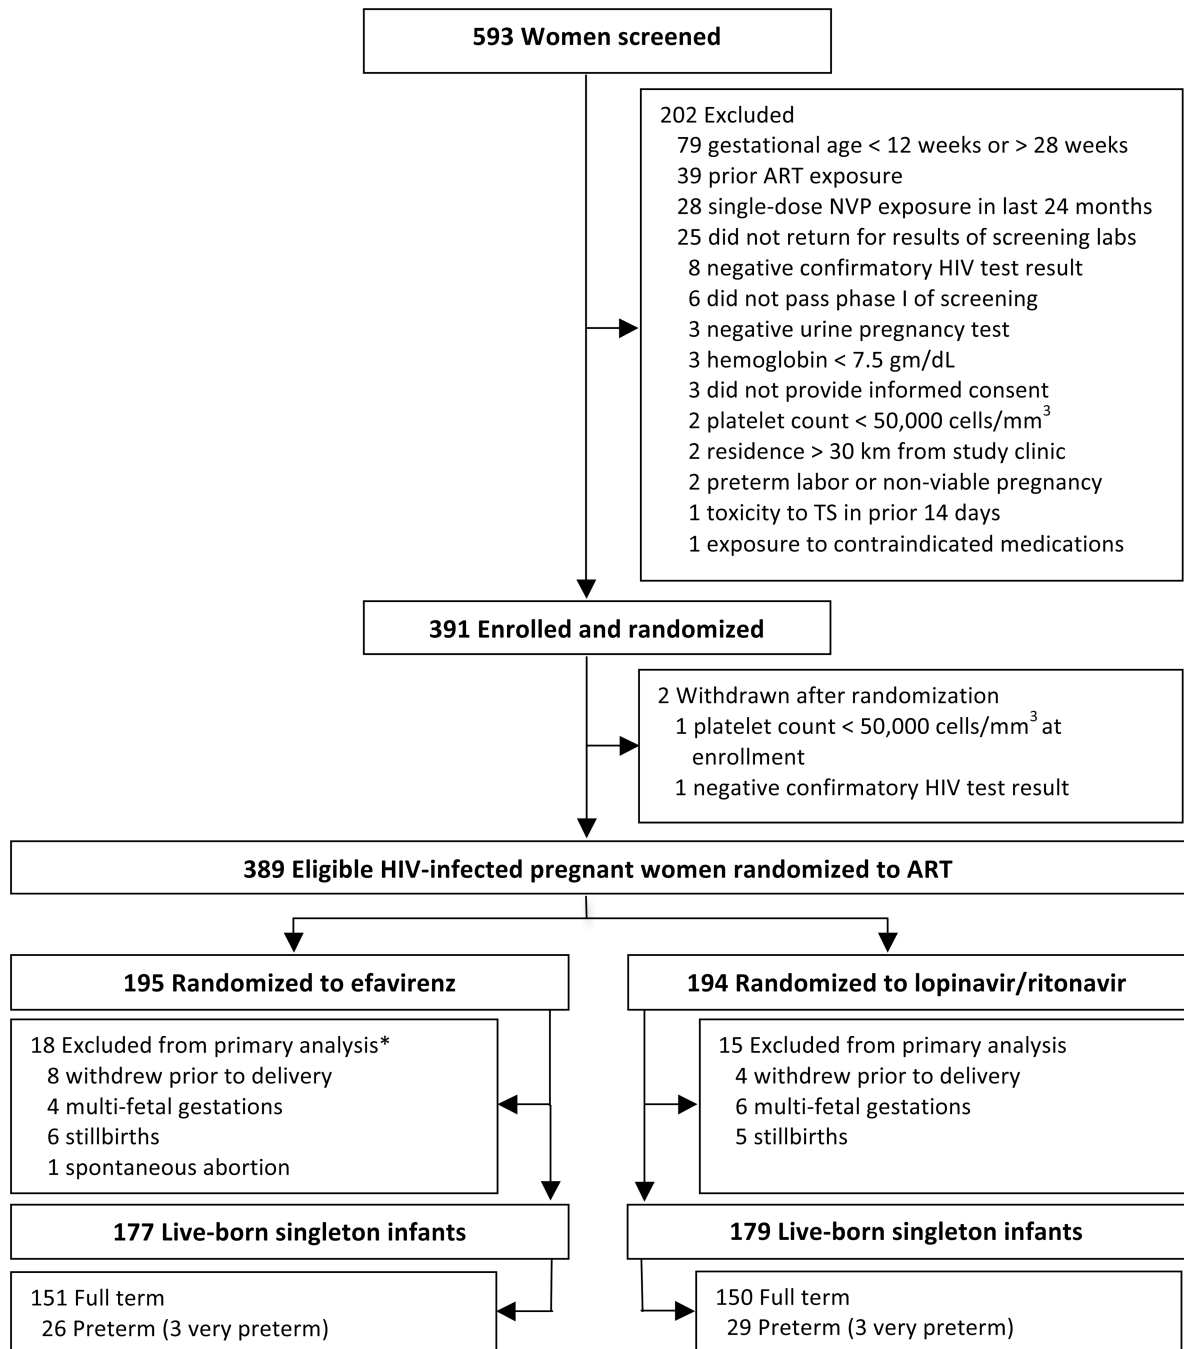 593 Women screened
202 Excluded
79 gestational age < 12 weeks or > 28 weeks
39 prior ART exposure
28 single-dose NVP exposure in last 24 months
25 did not return for results of screening labs
8 negative confirmatory HIV test result
6 did not pass phase I of screening
3 negative urine pregnancy test
3 hemoglobin < 7.5 gm/dL
3 did not provide informed consent
2 platelet count < 50,000 cells/mm³
2 residence > 30 km from study clinic
2 preterm labor or non-viable pregnancy
1 toxicity to TS in prior 14 days
1 exposure to contraindicated medications
391 Enrolled and randomized
2 Withdrawn after randomization
1 platelet count < 50,000 cells/mm³ at
enrollment
1 negative confirmatory HIV test result
389 Eligible HIV-infected pregnant women randomized to ART
195 Randomized to efavirenz
18 Excluded from primary analysis*
8 withdrew prior to delivery
4 multi-fetal gestations
6 stillbirths
1 spontaneous abortion
177 Live-born singleton infants
151 Full term
26 Preterm (3 very preterm)
194 Randomized to lopinavir/ritonavir
15 Excluded from primary analysis
4 withdrew prior to delivery
6 multi-fetal gestations
5 stillbirths
179 Live-born singleton infants
150 Full term
29 Preterm (3 very preterm)